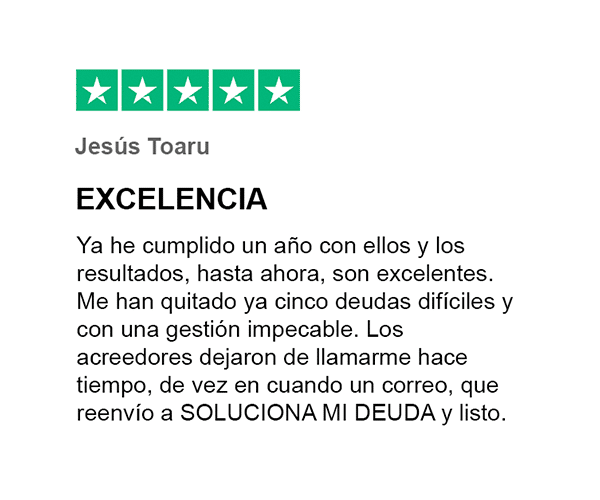 Jesús Toaru
EXCELENCIA
Ya he cumplido un año con ellos y los
resultados, hasta ahora, son excelentes.
Me han quitado ya cinco deudas difíciles y
con una gestión impecable. Los
acreedores dejaron de llamarme hace
tiempo, de vez en cuando un correo, que
reenvío a SOLUCIONA MI DEUDA y listo.